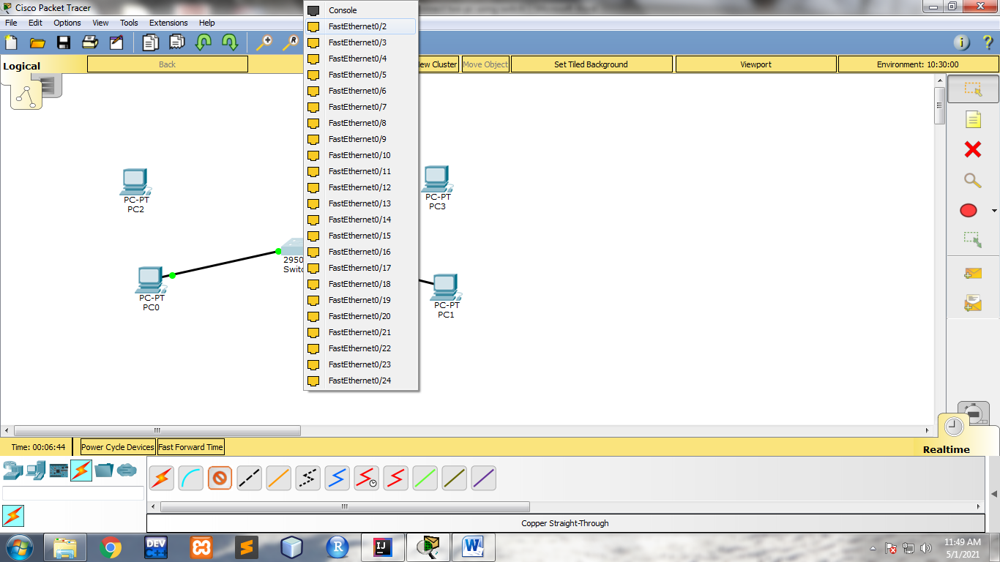 Cisco Packet Tracer
File Edit Options View Tools Extensions Help
Logical
Back
ew Cluster
Move Object
Set Tiled Background
Viewport
Environment: 10:30:00
Console
FastEthernet0/2
FastEthernet0/3
FastEthernet0/4
FastEthernet0/5
FastEthernet0/6
FastEthernet0/7
FastEthernet0/8
FastEthernet0/9
FastEthernet0/10
FastEthernet0/11
FastEthernet0/12
FastEthernet0/13
FastEthernet0/14
FastEthernet0/15
FastEthernet0/16
FastEthernet0/17
FastEthernet0/18
FastEthernet0/19
FastEthernet0/20
FastEthernet0/21
FastEthernet0/22
FastEthernet0/23
FastEthernet0/24
PC-PT
PC2
PC-PT
PC3
2950
Switc
PC-PT
PC0
PC-PT
PC1
Time: 00:06:44
Power Cycle Devices
Fast Forward Time
Realtime
Copper Straight-Through
DEV
C++
R
IJ
W
11:49 AM
5/1/2021